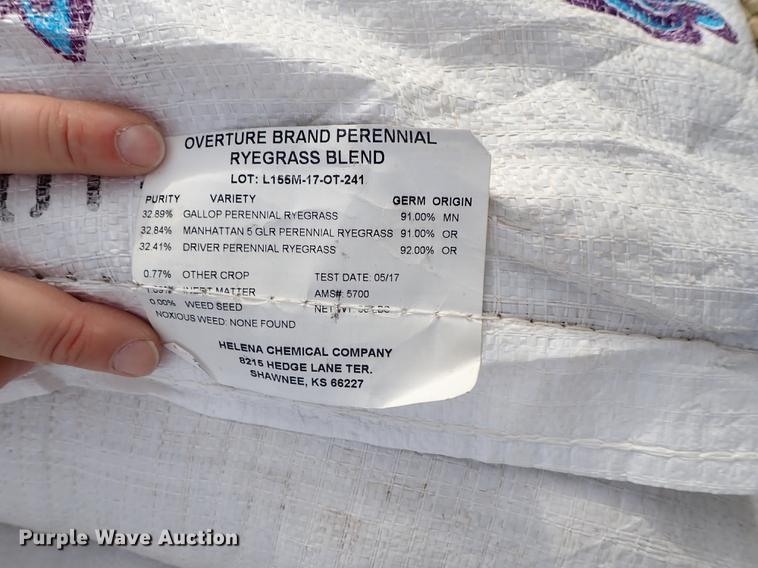 OVERTURE BRAND PERENNIAL
RYEGRASS BLEND
LOT: L155M-17-OT-241
PURITY VARIETY GERM ORIGIN
32.89% GALLOP PERENNIAL RYEGRASS 91.00% MN
32.84% MANHATTAN 5 GLR PERENNIAL RYEGRASS 91.00% OR
32.41% DRIVER PERENNIAL RYEGRASS 92.00% OR
0.77% OTHER CROP TEST DATE: 05/17
INERT MATTER AMS#: 5700
0.00% WEED SEED NET WT:
NOXIOUS WEED: NONE FOUND
HELENA CHEMICAL COMPANY
8215 HEDGE LANE TER.
SHAWNEE, KS 66227
Purple Wave Auction